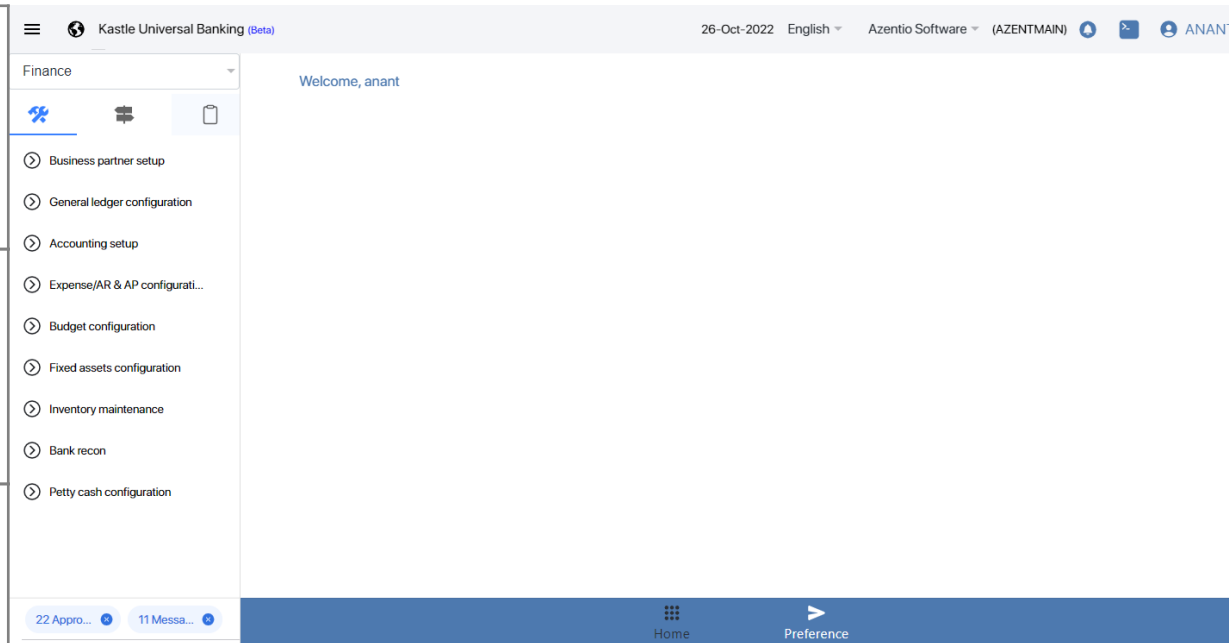 Kastle Universal Banking (Beta)
26-Oct-2022 English Azentio Software (AZENTMAIN) ANANT
Finance
Welcome, anant
Business partner setup
General ledger configuration
Accounting setup
Expense/AR & AP configurati...
Budget configuration
Fixed assets configuration
Inventory maintenance
Bank recon
Petty cash configuration
22 Appro... 11 Messa...
Home Preference